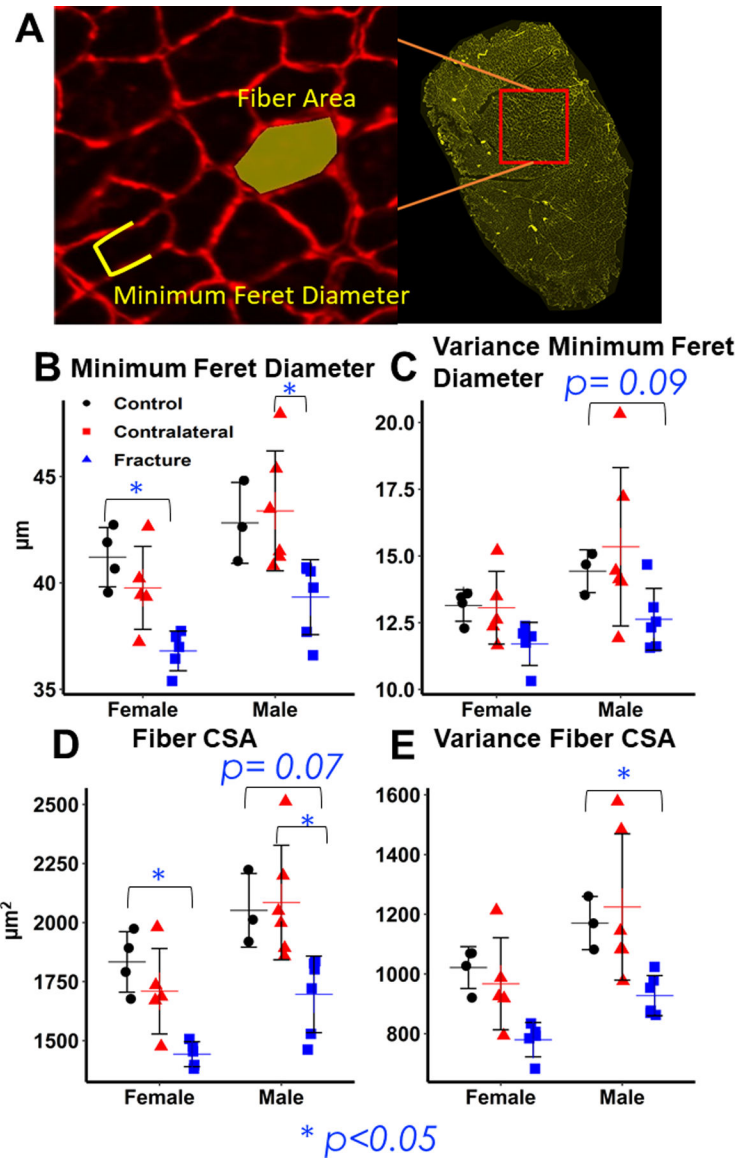 A
Fiber Area
Minimum Feret Diameter
B Minimum Feret Diameter
C Variance Minimum Feret
Diameter
p= 0.09
*
Control
Contralateral
Fracture
*
µm
45
40
35
Female
Male
20.0
17.5
15.0
12.5
10.0
Female
Male
D Fiber CSA
p= 0.07
*
*
µm²
2500
2250
2000
1750
1500
Female
Male
E Variance Fiber CSA
*
1600
1400
1200
1000
800
Female
Male
* p<0.05